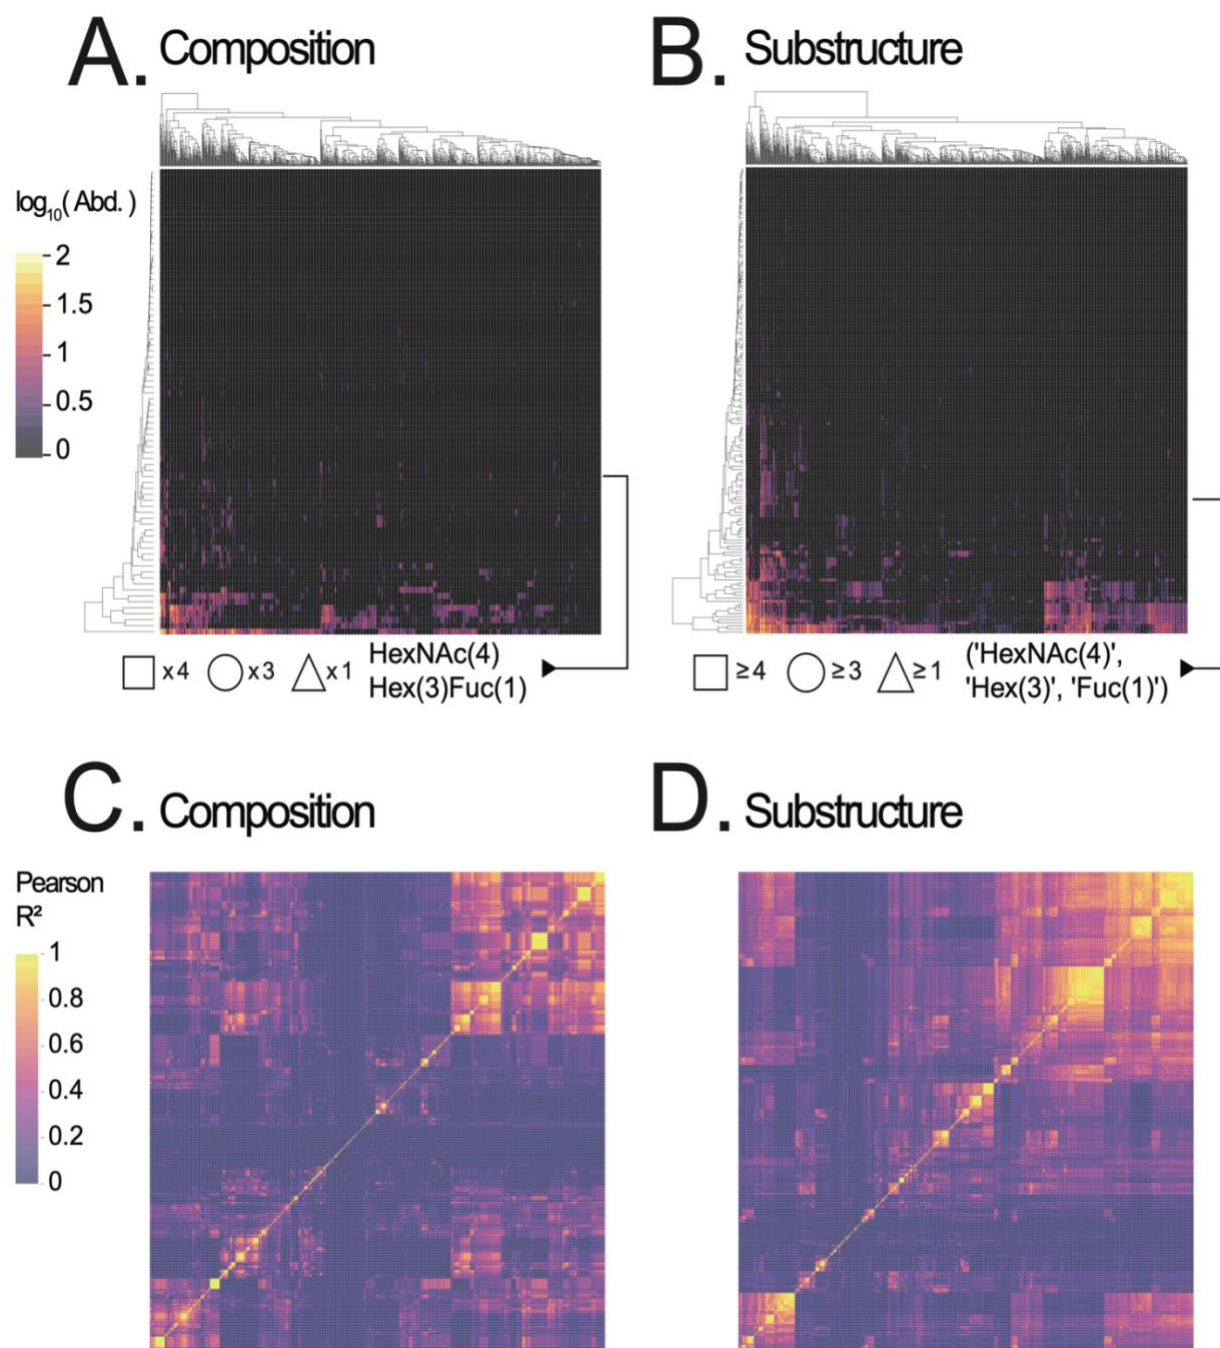 A. Composition
B. Substructure
log10(Abd.)
2
1.5
1
0.5
0
x4 x3 x1 HexNAc(4)
Hex(3)Fuc(1)
≥4 ≥3 ≥1 ('HexNAc(4)',
'Hex(3)', 'Fuc(1)')
C. Composition
D. Substructure
Pearson
R²
1
0.8
0.6
0.4
0.2
0